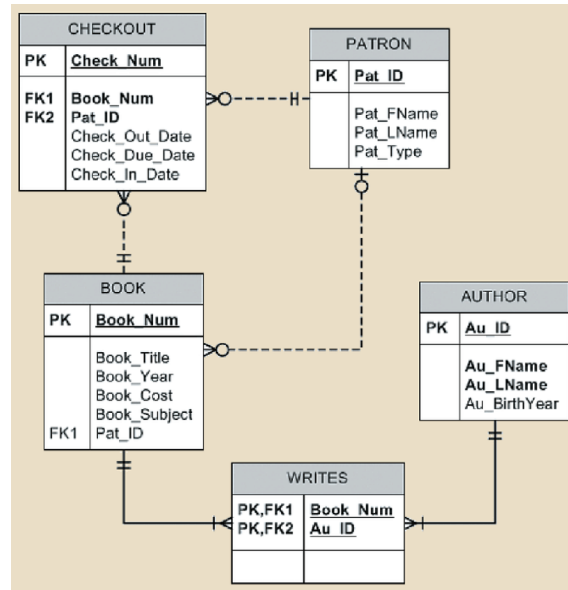 CHECKOUT
PK Check_Num
FK1 Book_Num
FK2 Pat_ID
Check_Out_Date
Check_Due_Date
Check_In_Date
PATRON
PK Pat_ID
Pat_FName
Pat_LName
Pat_Type
BOOK
PK Book_Num
Book_Title
Book_Year
Book_Cost
Book_Subject
FK1 Pat_ID
AUTHOR
PK Au_ID
Au_FName
Au_LName
Au_BirthYear
WRITES
PK,FK1 Book_Num
PK,FK2 Au_ID